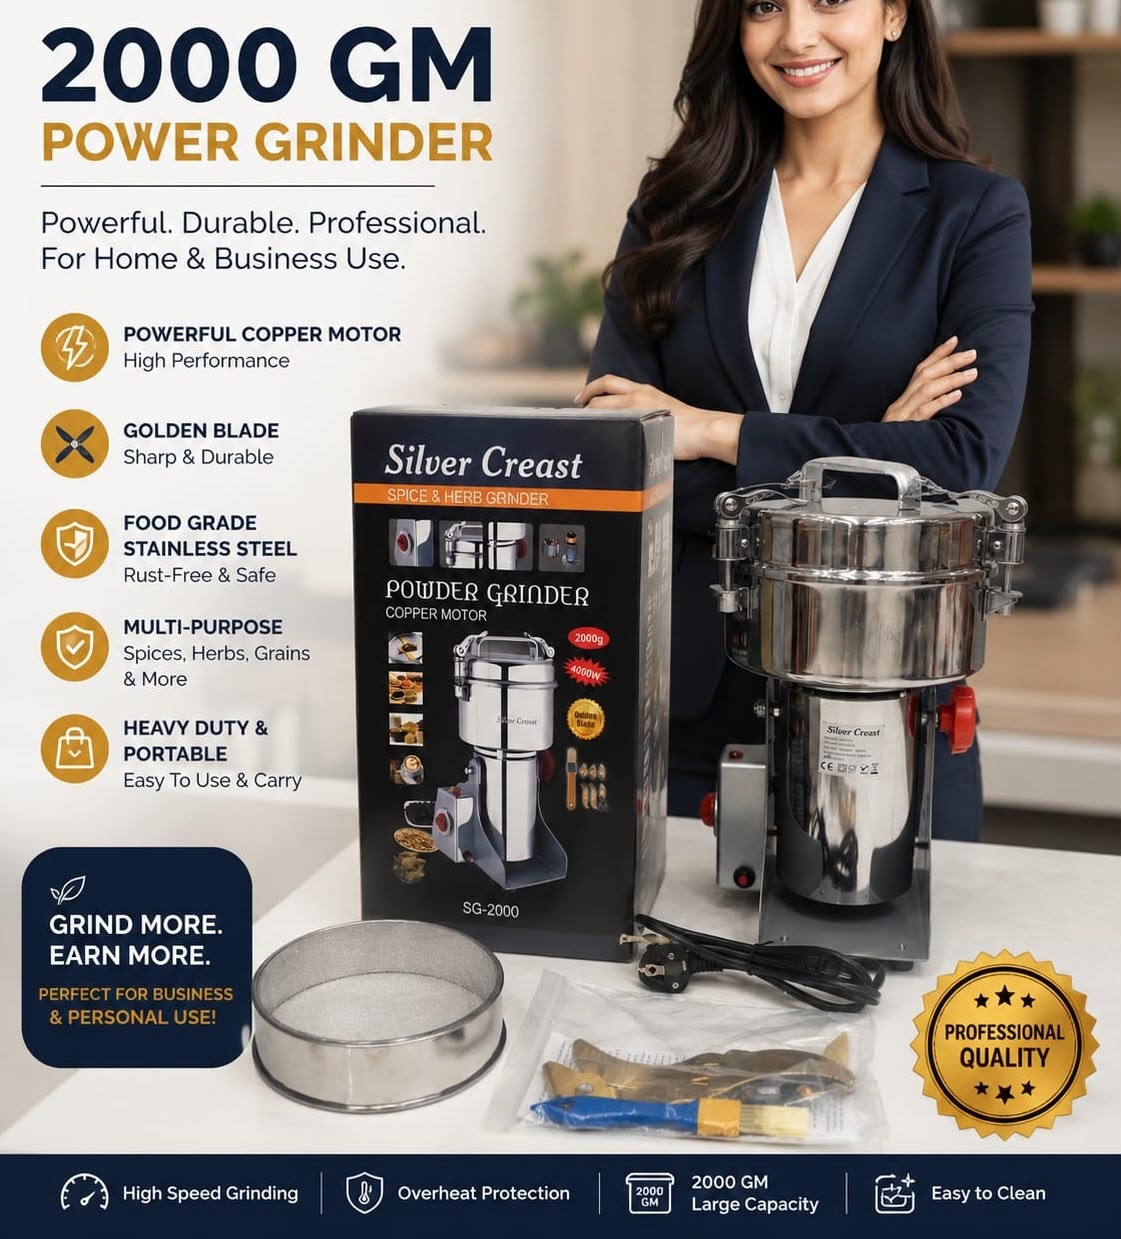 2000 GM
POWER GRINDER
Powerful. Durable. Professional.
For Home & Business Use.
POWERFUL COPPER MOTOR
High Performance
GOLDEN BLADE
Sharp & Durable
FOOD GRADE
STAINLESS STEEL
Rust-Free & Safe
MULTI-PURPOSE
Spices, Herbs, Grains
& More
HEAVY DUTY &
PORTABLE
Easy To Use & Carry
GRIND MORE.
EARN MORE.
PERFECT FOR BUSINESS
& PERSONAL USE!
Silver Creast
SPICE & HERB GRINDER
POWDER GRINDER
COPPER MOTOR
2000g
4000W
Golden
Blade
Silver Creast
SG-2000
Silver Creast
CE
PROFESSIONAL
QUALITY
High Speed Grinding
Overheat Protection
2000
GM
2000 GM
Large Capacity
Easy to Clean